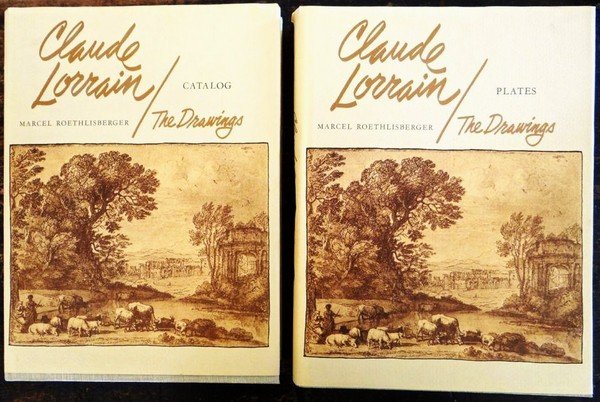 Claude
Lorrain
CATALOG
MARCEL ROETHLISBERGER
The Drawings
Claude
Lorrain
PLATES
MARCEL ROETHLISBERGER
The Drawings